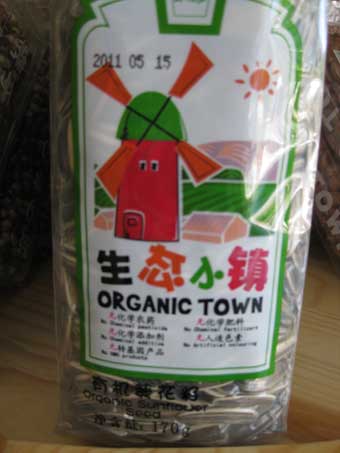 2011 05 15
生态小镇
ORGANIC TOWN
无化学农药 无化学肥料
No Chemical pesticide No Chemical fertilizers
无化学添加剂 无人造色素
No Chemical additive No Artificial colouring
无转基因产品
No GMO products
有机葵花籽
Organic Sunflower
Seed
净含量: 170g